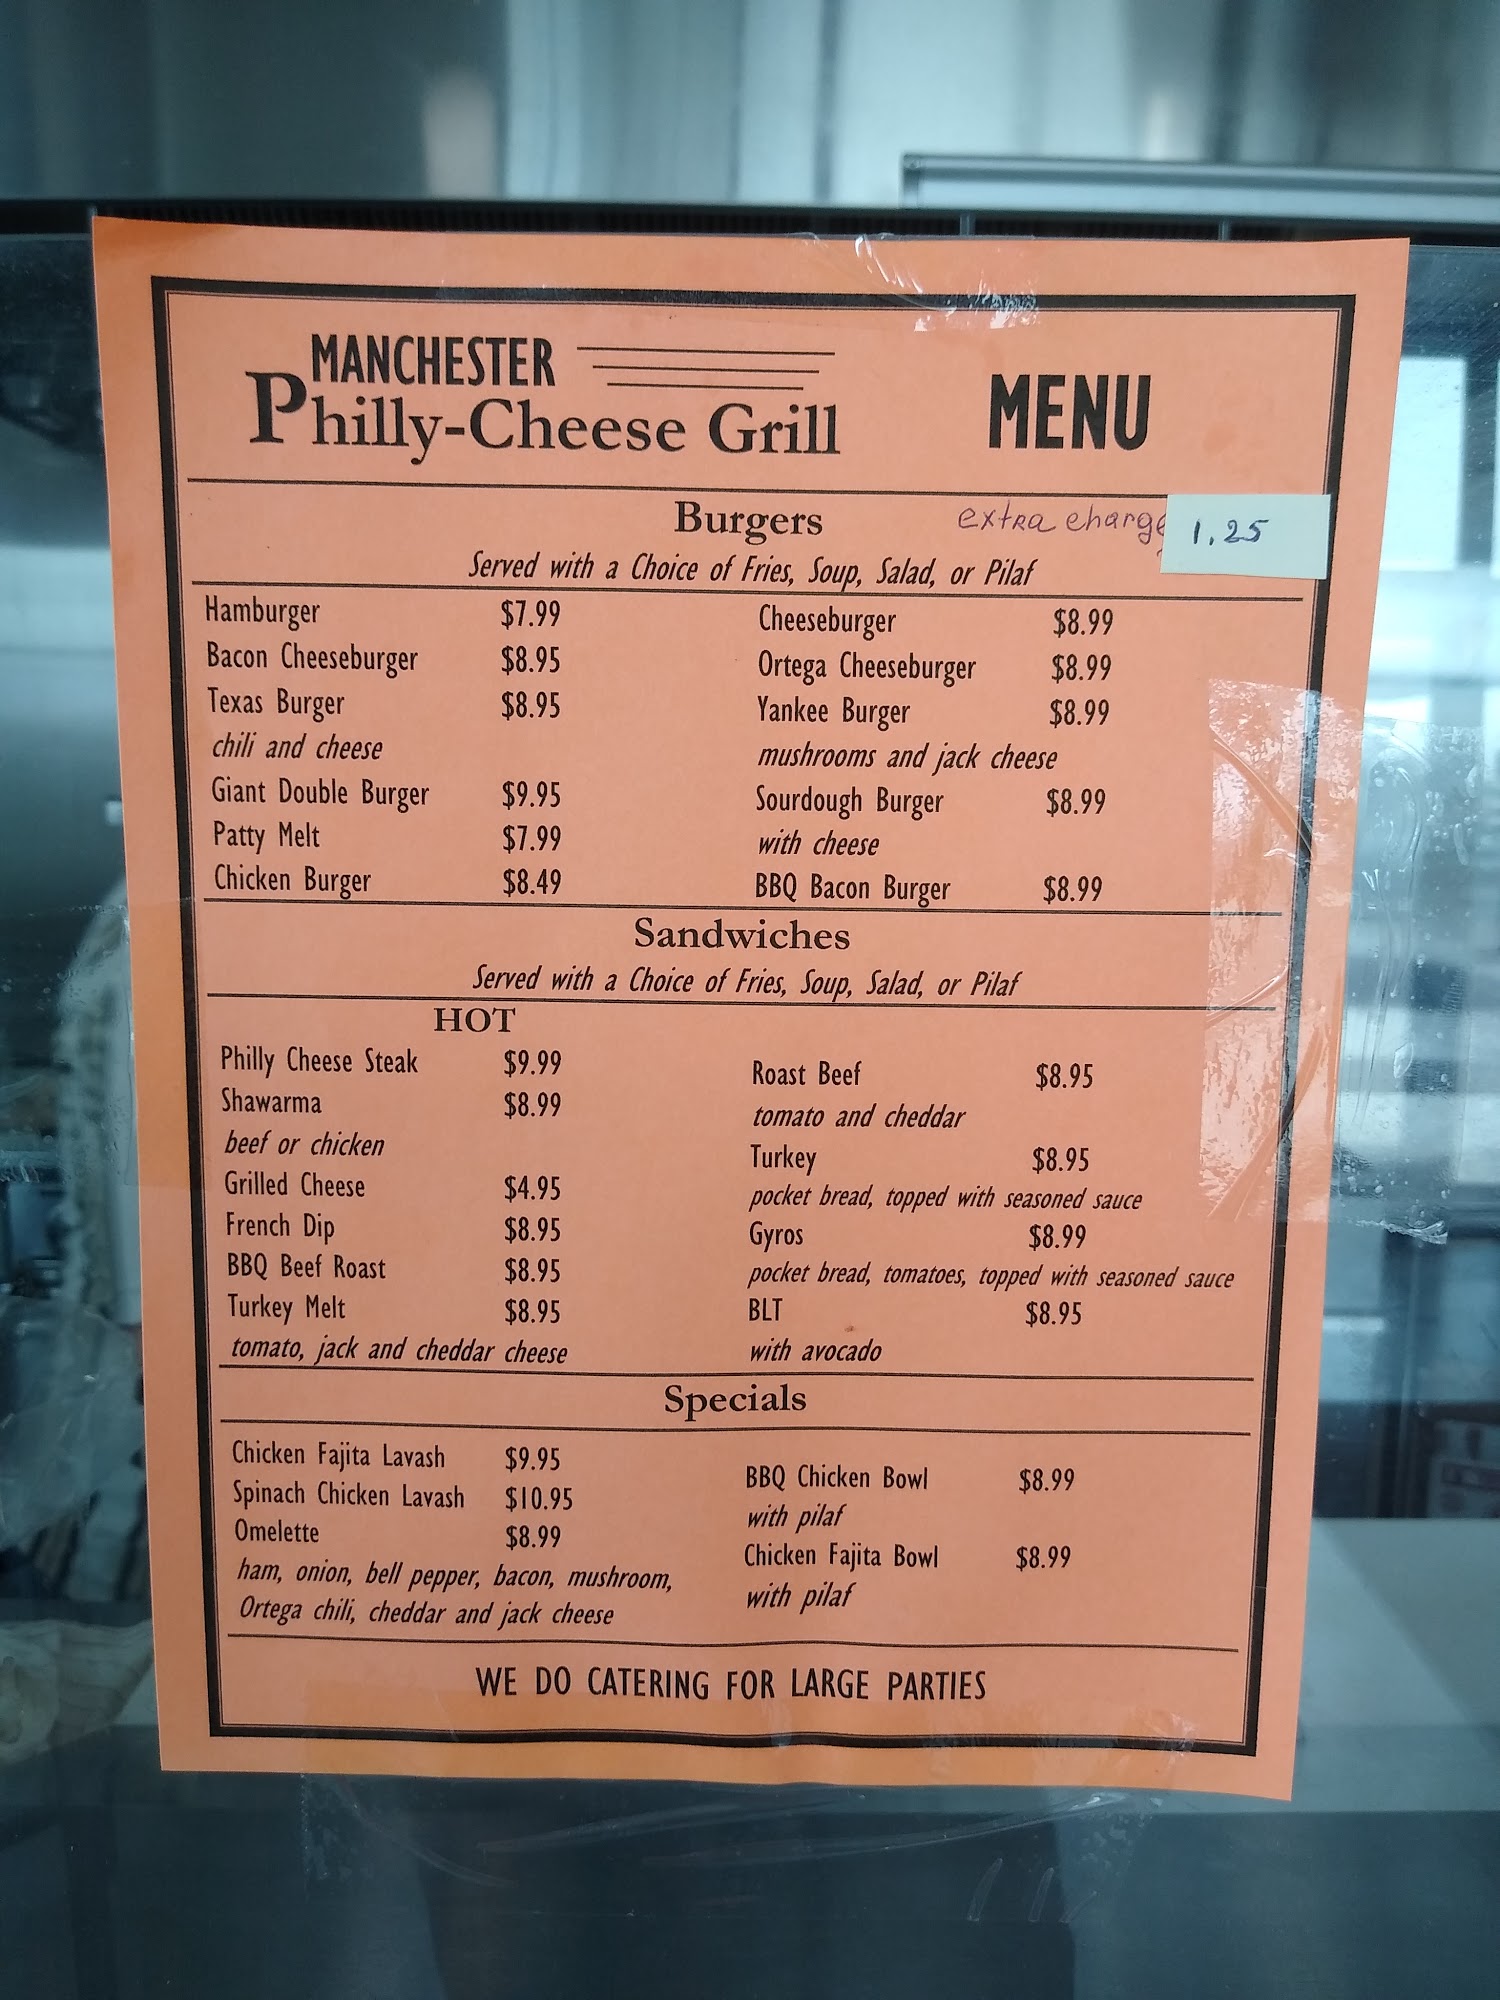 MANCHESTER
Philly-Cheese Grill
MENU
Burgers
extra charge 1.25
Served with a Choice of Fries, Soup, Salad, or Pilaf
Hamburger $7.99
Bacon Cheeseburger $8.95
Texas Burger $8.95
chili and cheese
Giant Double Burger $9.95
Patty Melt $7.99
Chicken Burger $8.49
Cheeseburger $8.99
Ortega Cheeseburger $8.99
Yankee Burger $8.99
mushrooms and jack cheese
Sourdough Burger $8.99
with cheese
BBQ Bacon Burger $8.99
Sandwiches
Served with a Choice of Fries, Soup, Salad, or Pilaf
HOT
Philly Cheese Steak $9.99
Shawarma $8.99
beef or chicken
Grilled Cheese $4.95
French Dip $8.95
BBQ Beef Roast $8.95
Turkey Melt $8.95
tomato, jack and cheddar cheese
Roast Beef $8.95
tomato and cheddar
Turkey $8.95
pocket bread, topped with seasoned sauce
Gyros $8.99
pocket bread, tomatoes, topped with seasoned sauce
BLT $8.95
with avocado
Specials
Chicken Fajita Lavash $9.95
Spinach Chicken Lavash $10.95
Omelette $8.99
ham, onion, bell pepper, bacon, mushroom,
Ortega chili, cheddar and jack cheese
BBQ Chicken Bowl $8.99
with pilaf
Chicken Fajita Bowl $8.99
with pilaf
WE DO CATERING FOR LARGE PARTIES